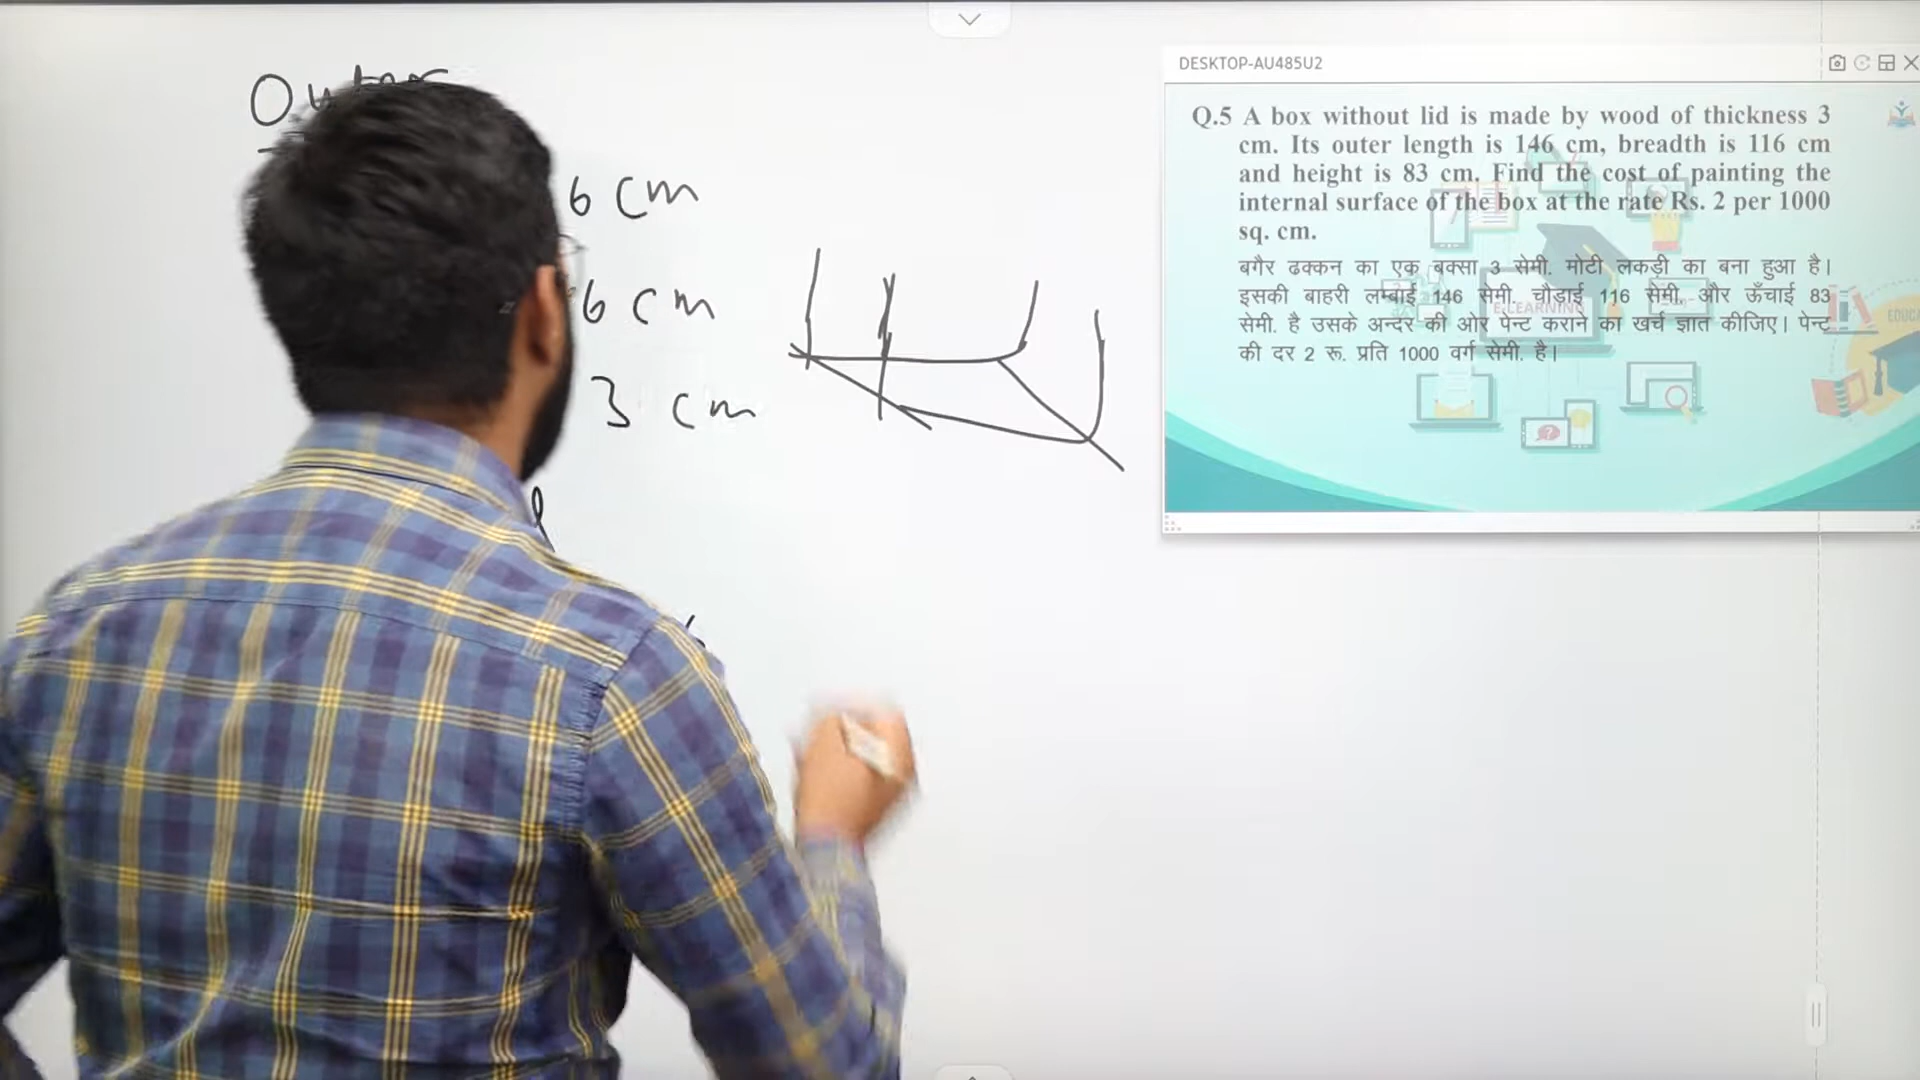 6 cm
6 cm
3 cm
DESKTOP-AU485U2
Q.5 A box without lid is made by wood of thickness 3
cm. Its outer length is 146 cm, breadth is 116 cm
and height is 83 cm. Find the cost of painting the
internal surface of the box at the rate Rs. 2 per 1000
sq. cm.
बगैर ढक्कन का एक बक्सा 3 सेमी. मोटी लकड़ी का बना हुआ है।
इसकी बाहरी लम्बाई 146 सेमी. चौड़ाई 116 सेमी. और ऊँचाई 83
सेमी. है उसके अन्दर की ओर पेन्ट कराने का खर्च ज्ञात कीजिए। पेन्ट
की दर 2 रू. प्रति 1000 वर्ग सेमी. है।
E-LEARNING